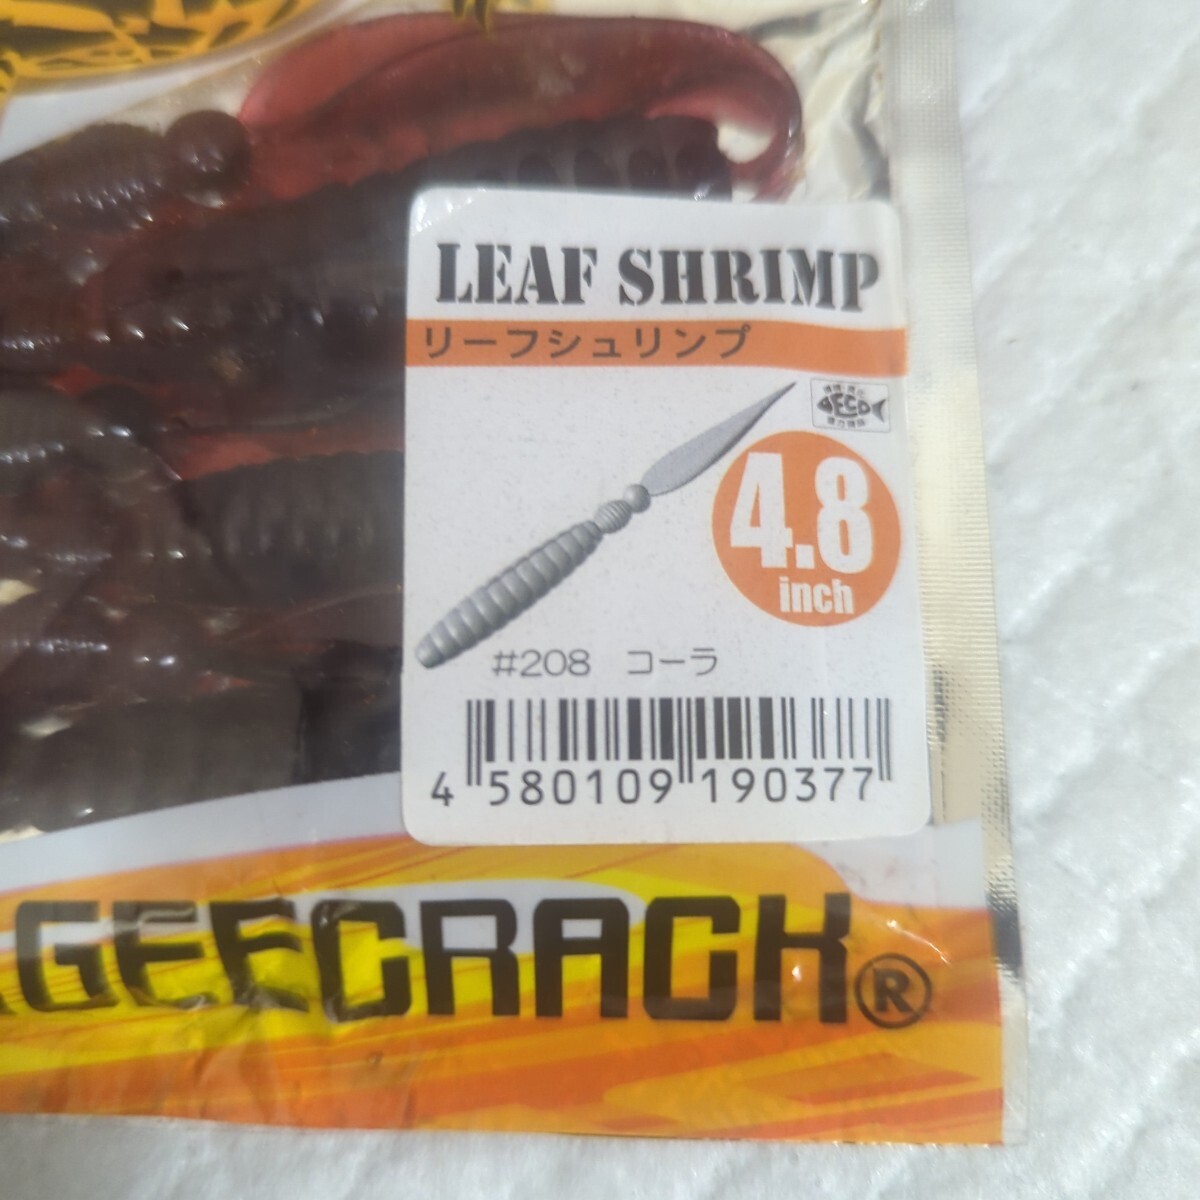 LEAF SHRIMP
リーフシュリンプ
ECO
4.8
inch
#208 コーラ
4 580109 190377
GEECRACK®